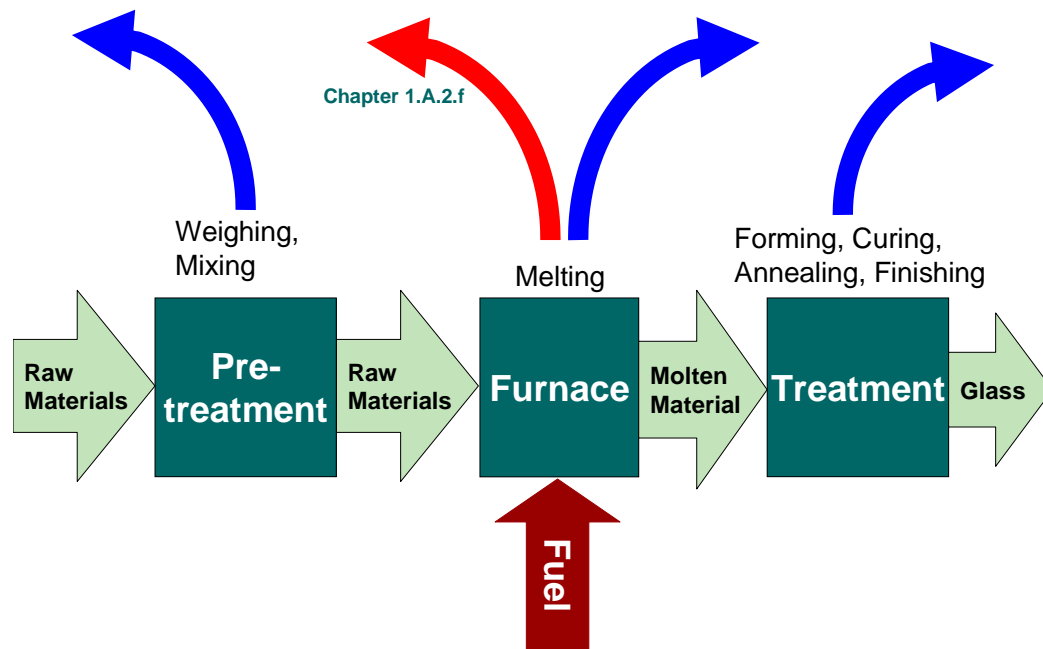 Chapter 1.A.2.f
Weighing,
Mixing
Melting
Forming, Curing,
Annealing, Finishing
Raw
Materials
Pre-
treatment
Raw
Materials
Furnace
Molten
Material
Treatment
Glass
Fuel